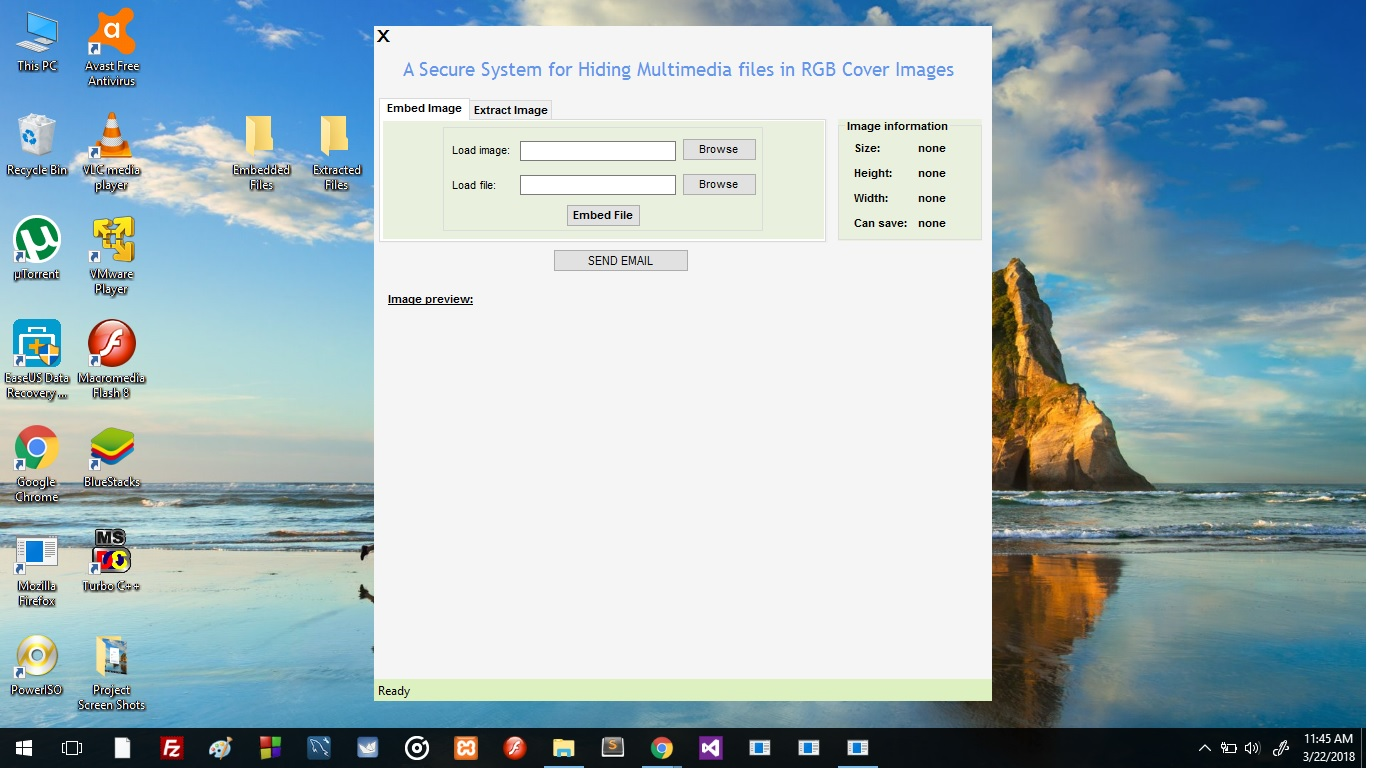 This PC
Avast Free
Antivirus
Recycle Bin
VLC media
player
Embedded
Files
Extracted
Files
µTorrent
VMware
Player
EaseUS Data
Recovery ...
Macromedia
Flash 8
Google
Chrome
BlueStacks
Mozilla
Firefox
MS
Turbo C++
PowerISO
Project
Screen Shots
X
A Secure System for Hiding Multimedia files in RGB Cover Images
Embed Image
Extract Image
Load image:
Browse
Load file:
Browse
Embed File
Image information
Size: none
Height: none
Width: none
Can save: none
SEND EMAIL
Image preview:
Ready
Fz
S
11:45 AM
3/22/2018